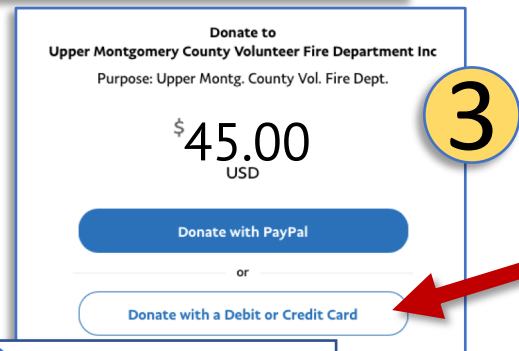 Donate to
Upper Montgomery County Volunteer Fire Department Inc
Purpose: Upper Montg. County Vol. Fire Dept.
$45.00
USD
3
Donate with PayPal
or
Donate with a Debit or Credit Card